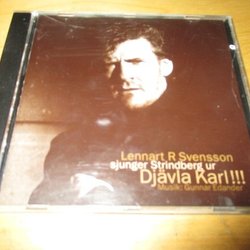 Lennart R Svensson
sjunger Strindberg ur
Djävla Karl!!!
Musik: Gunnar Edander